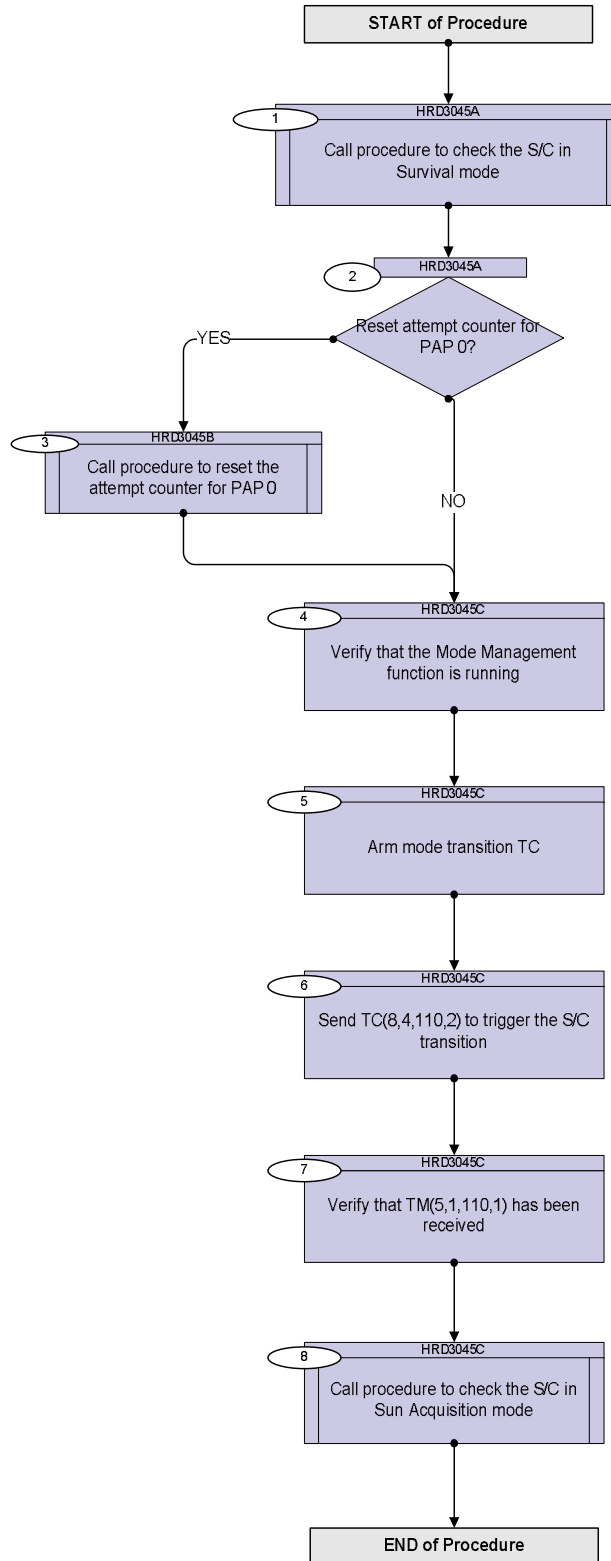 START of Procedure
1
HRD3045A
Call procedure to check the S/C in
Survival mode
2
HRD3045A
Reset attempt counter for
PAP 0?
YES
3
HRD3045B
Call procedure to reset the
attempt counter for PAP 0
NO
4
HRD3045C
Verify that the Mode Management
function is running
5
HRD3045C
Arm mode transition TC
6
HRD3045C
Send TC(8,4,110,2) to trigger the S/C
transition
7
HRD3045C
Verify that TM(5,1,110,1) has been
received
8
HRD3045C
Call procedure to check the S/C in
Sun Acquisition mode
END of Procedure